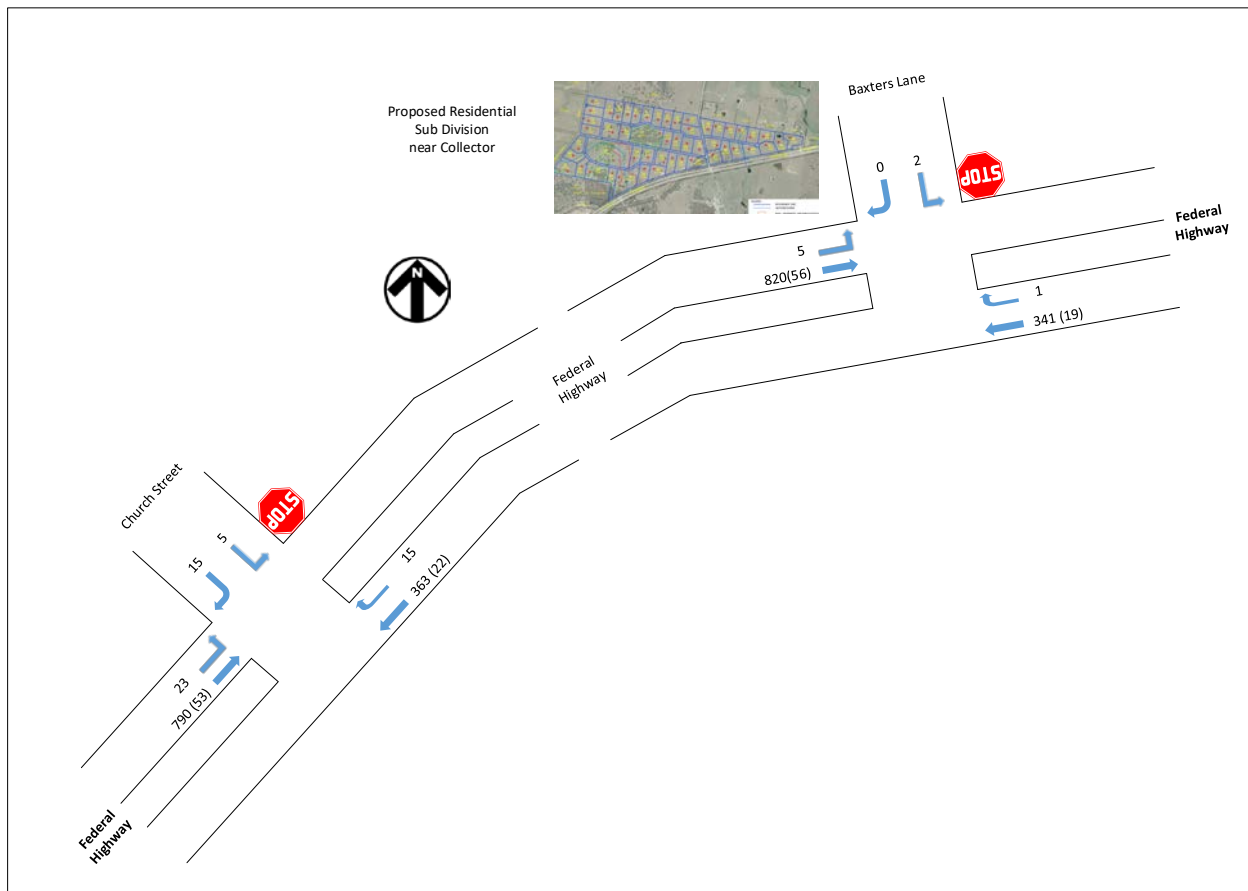 Baxters Lane
Proposed Residential
Sub Division
near Collector
0
2
STOP
Federal
Highway
5
820(56)
1
341 (19)
N
Federal
Highway
Church Street
STOP
5
15
15
363 (22)
23
790 (53)
Federal
Highway